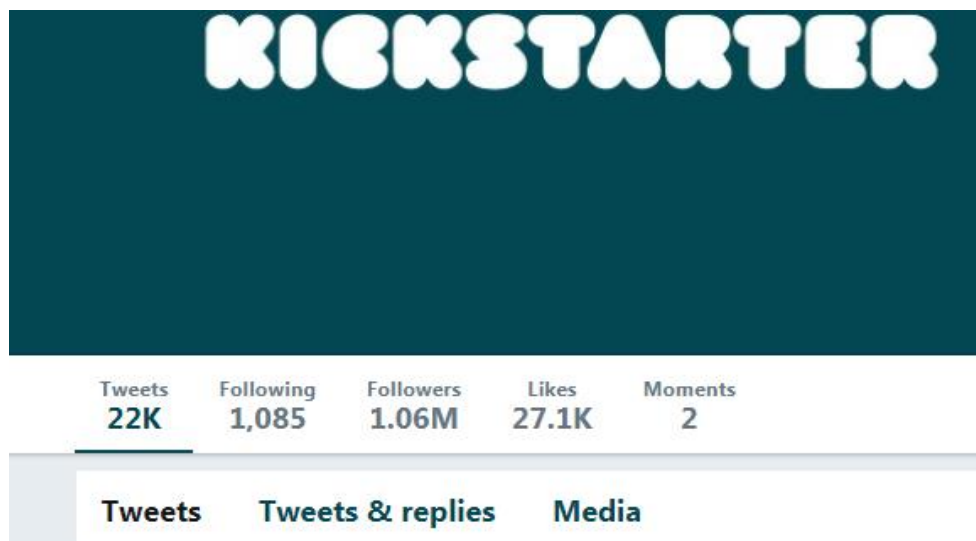 KICKSTARTER
Tweets Following Followers Likes Moments
22K 1,085 1.06M 27.1K 2
Tweets Tweets & replies Media